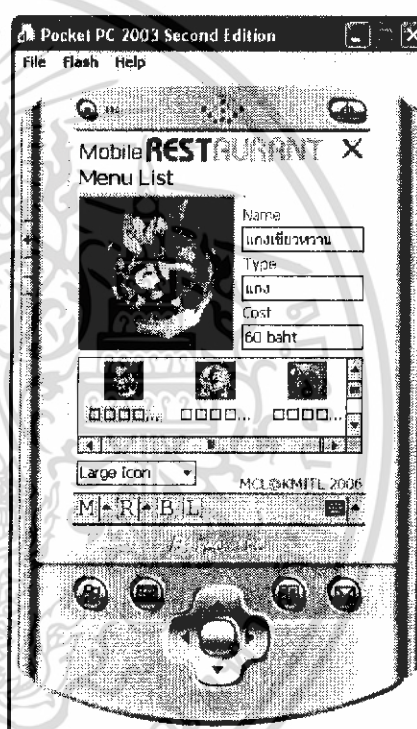 Pocket PC 2003 Second Edition
File Flash Help
Mobile RESTAURANT X
Menu List
Name
แกงเขียวหวาน
Type
แกง
Cost
60 baht
Large Icon
MCL@KMITL 2006
M R B L